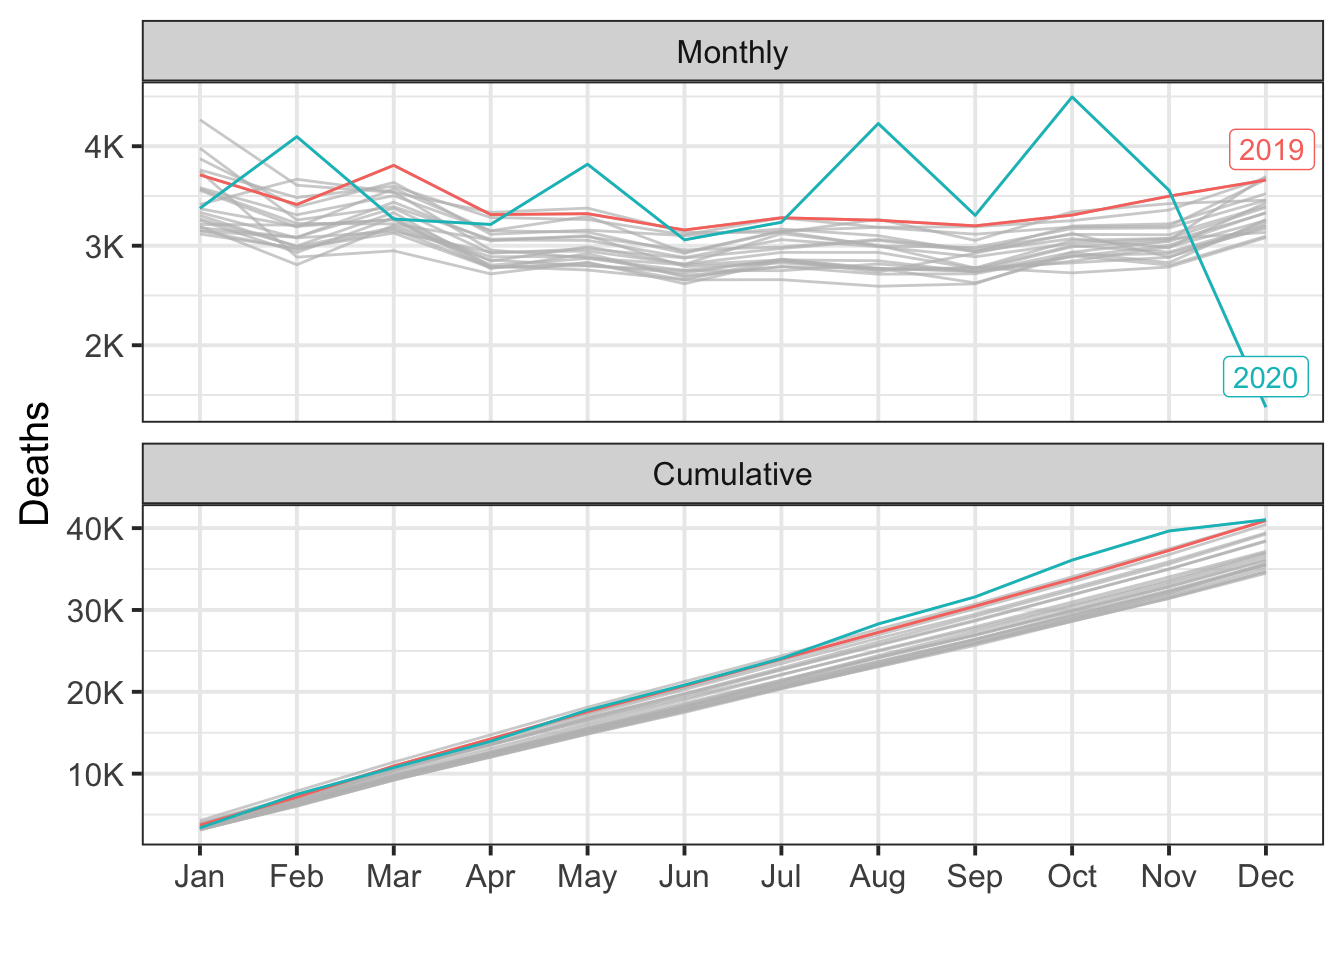 Monthly
4K
3K
2K
2019
2020
Deaths
Cumulative
40K
30K
20K
10K
Jan Feb Mar Apr May Jun Jul Aug Sep Oct Nov Dec